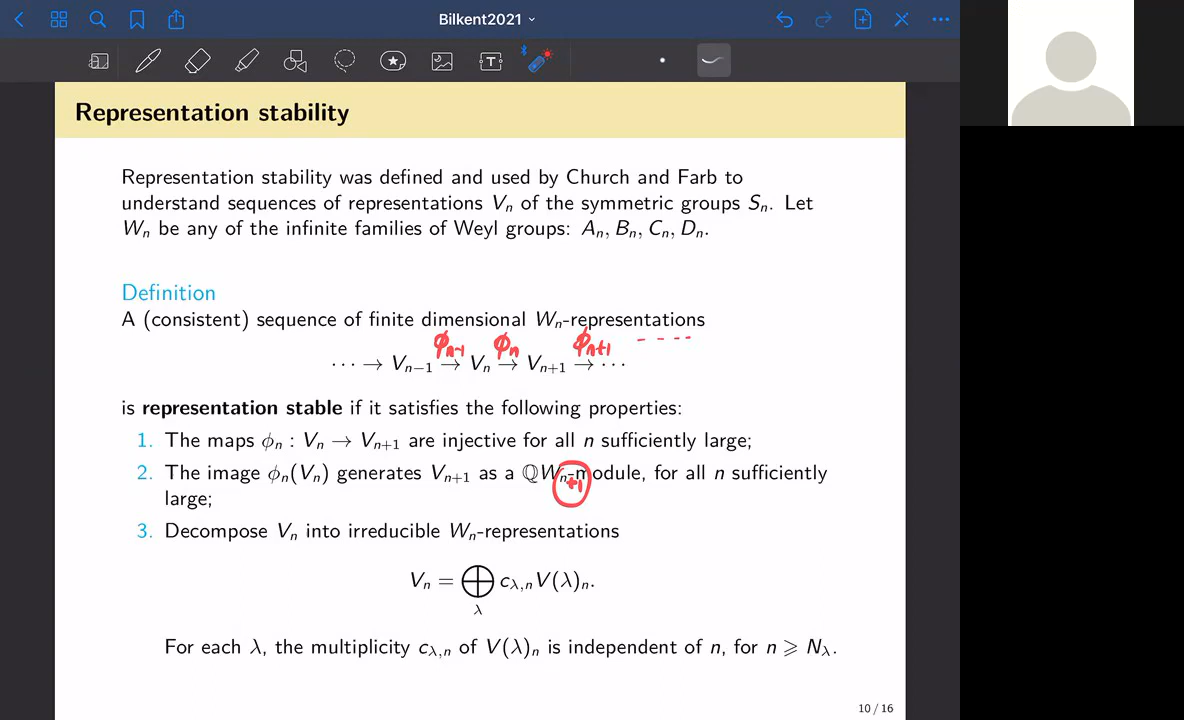 Bilkent2021
Representation stability
Representation stability was defined and used by Church and Farb to
understand sequences of representations Vₙ of the symmetric groups Sₙ. Let
Wₙ be any of the infinite families of Weyl groups: Aₙ, Bₙ, Cₙ, Dₙ.
Definition
A (consistent) sequence of finite dimensional Wₙ-representations
ϕₙ₋₁ ϕₙ ϕₙ₊₁
⋯ → Vₙ₋₁ → Vₙ → Vₙ₊₁ → ⋯
is representation stable if it satisfies the following properties:
1. The maps ϕₙ : Vₙ → Vₙ₊₁ are injective for all n sufficiently large;
2. The image ϕₙ(Vₙ) generates Vₙ₊₁ as a ℚWₙ-module, for all n sufficiently
+1
large;
3. Decompose Vₙ into irreducible Wₙ-representations
Vₙ = ⨁_λ c_{λ,n} V(λ)ₙ.
For each λ, the multiplicity c_{λ,n} of V(λ)ₙ is independent of n, for n ⩾ N_λ.
10 / 16